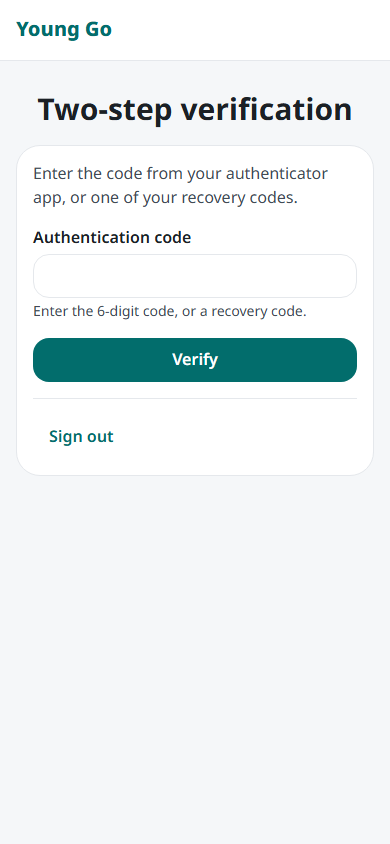 Young Go
Two-step verification
Enter the code from your authenticator
app, or one of your recovery codes.
Authentication code
Enter the 6-digit code, or a recovery code.
Verify
Sign out